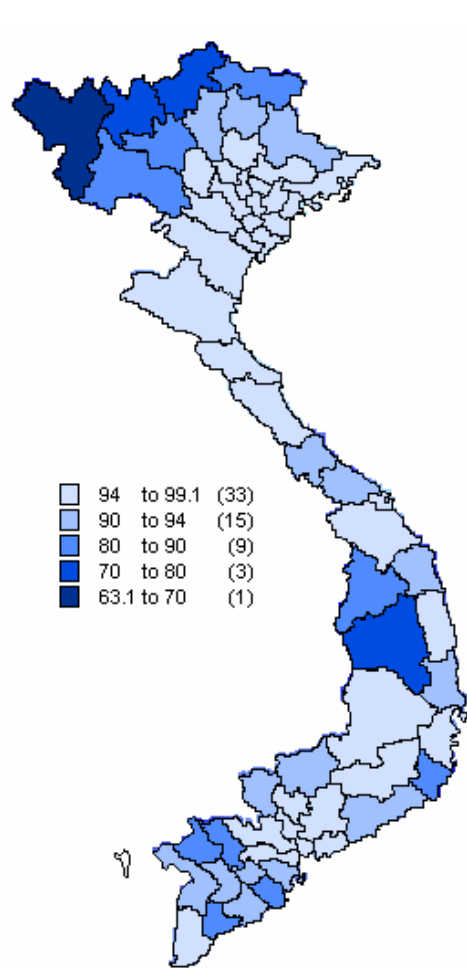 94 to 99.1 (33)
90 to 94 (15)
80 to 90 (9)
70 to 80 (3)
63.1 to 70 (1)